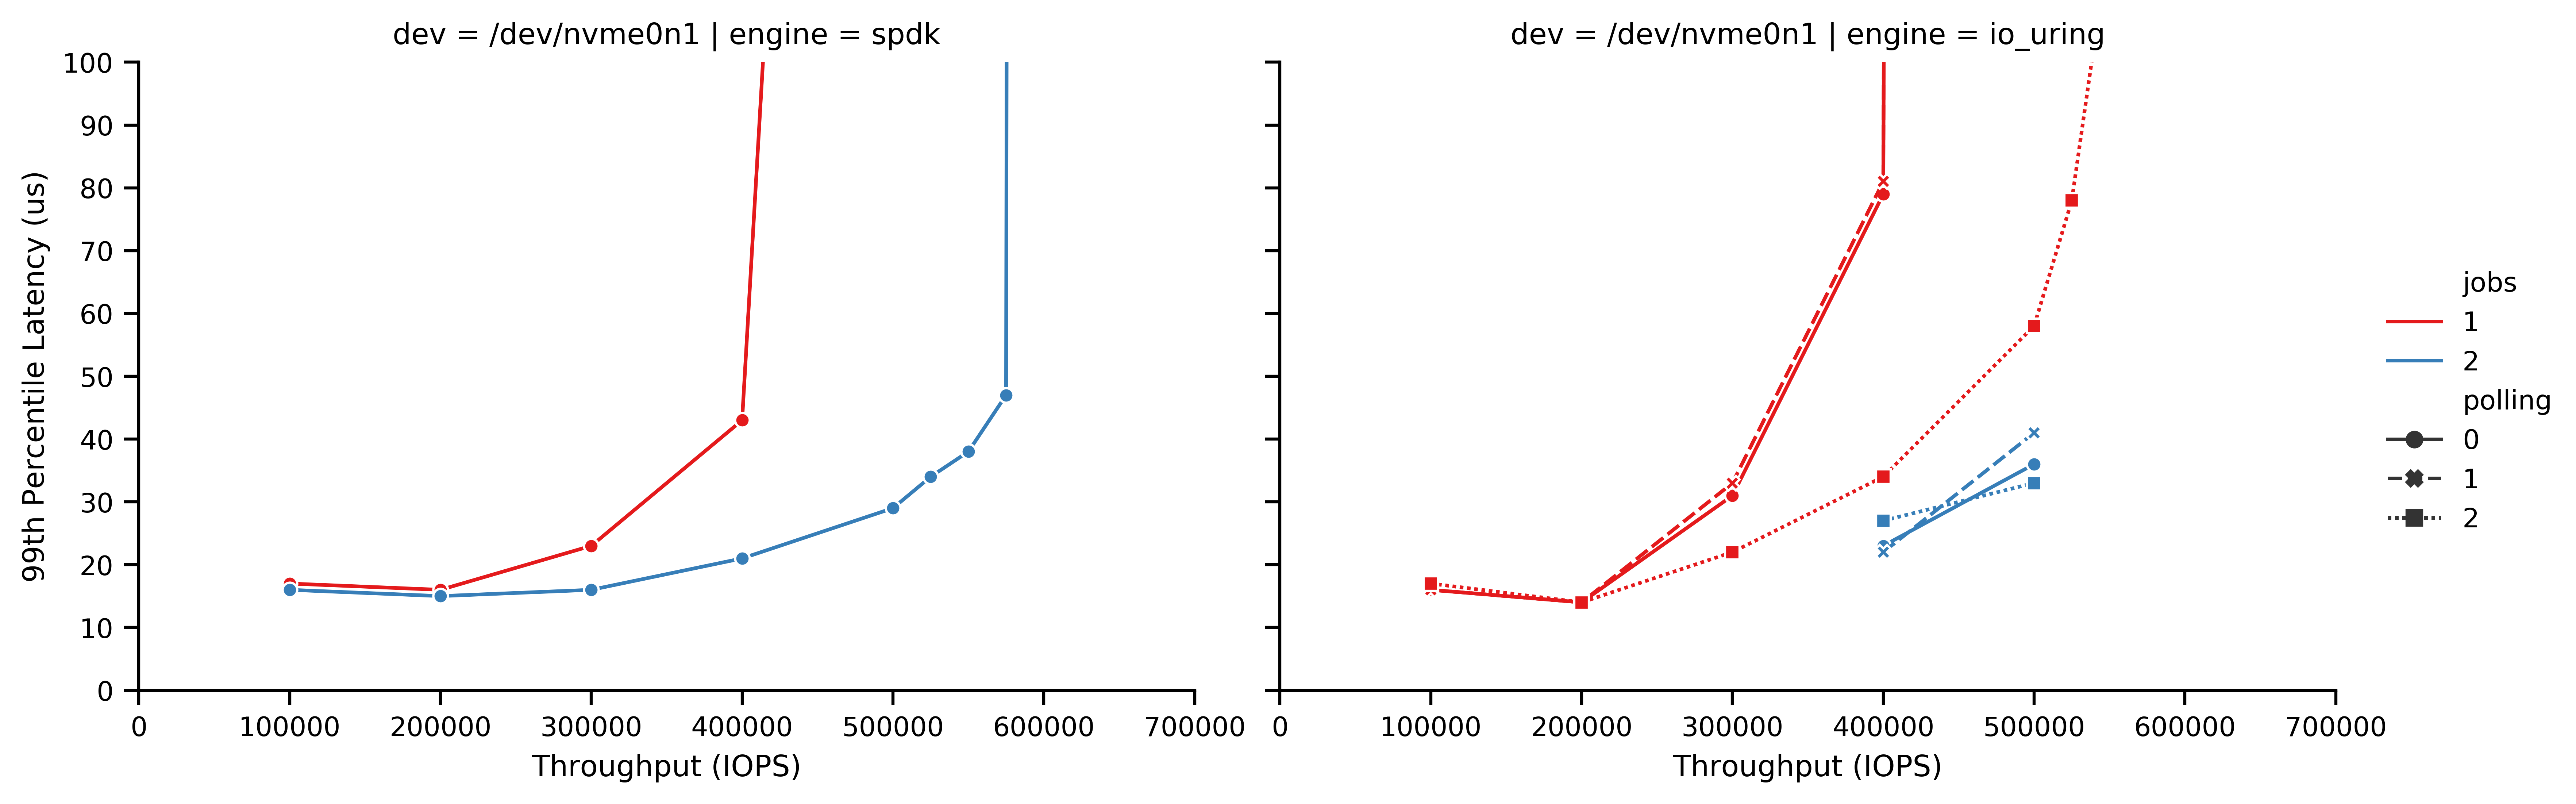 dev = /dev/nvme0n1 | engine = spdk
dev = /dev/nvme0n1 | engine = io_uring
99th Percentile Latency (us)
100
90
80
70
60
50
40
30
20
10
0
0 100000 200000 300000 400000 500000 600000 700000
Throughput (IOPS)
0 100000 200000 300000 400000 500000 600000 700000
Throughput (IOPS)
jobs
1
2
polling
0
1
2